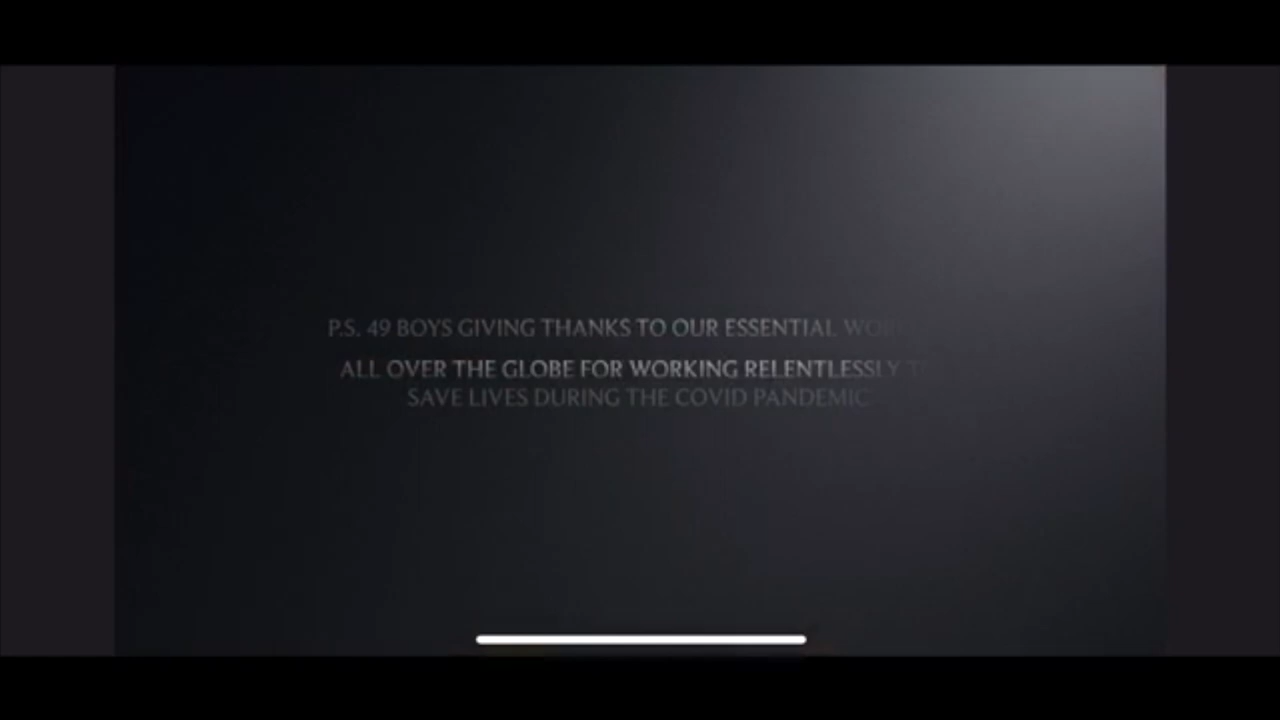 P.S. 49 BOYS GIVING THANKS TO OUR ESSENTIAL
ALL OVER THE GLOBE FOR WORKING RELENTLESSLY
SAVE LIVES DURING THE COVID PANDEMIC